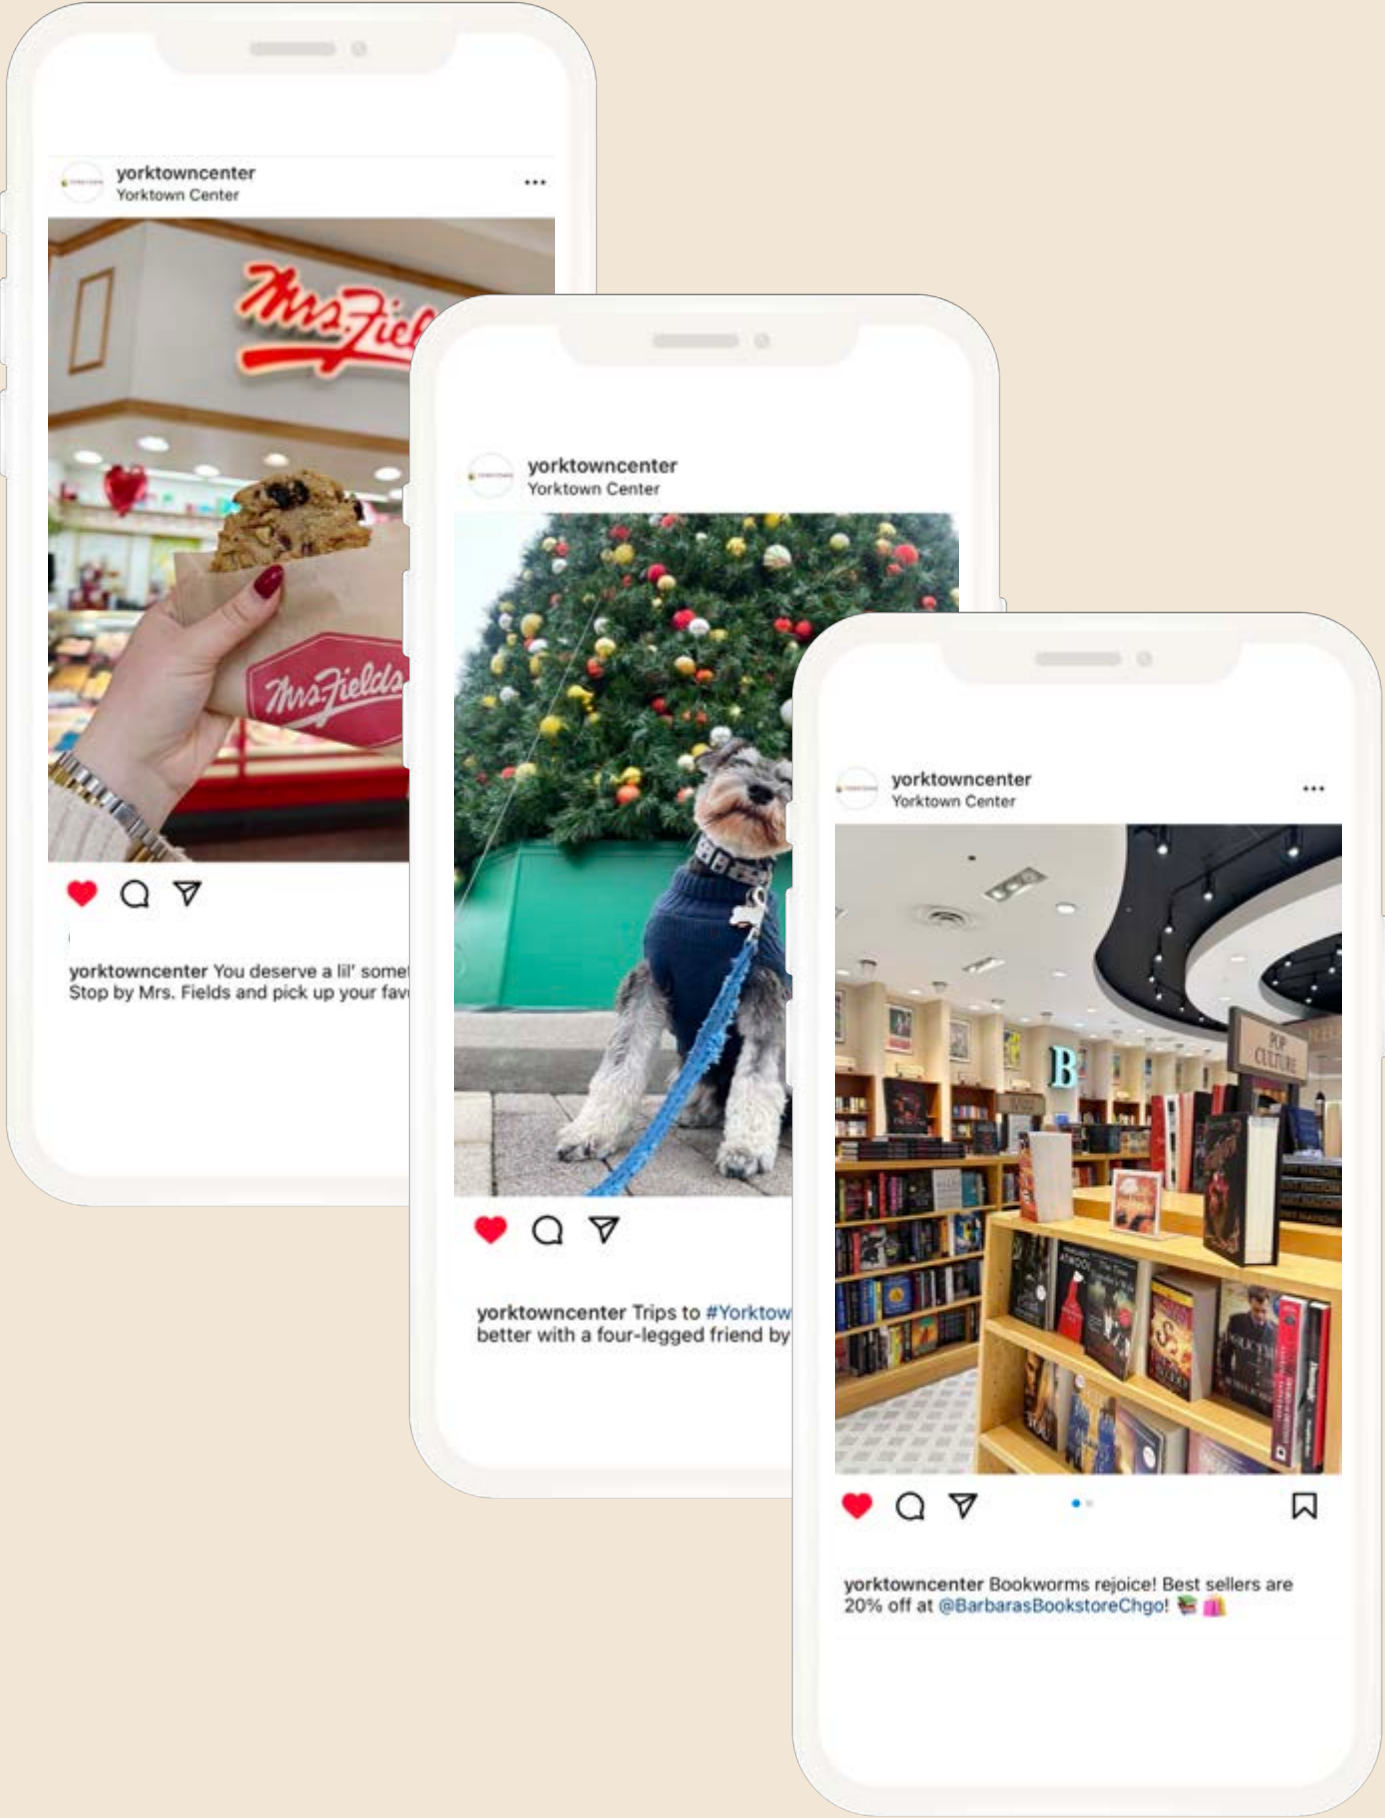 yorktowncenter
Yorktown Center
Mrs. Fiel
Mrs. Fields
yorktowncenter You deserve a lil' some
Stop by Mrs. Fields and pick up your fav
yorktowncenter
Yorktown Center
yorktowncenter Trips to #Yorktow
better with a four-legged friend by
yorktowncenter
Yorktown Center
POP
CULTURE
B
ATWOOD
yorktowncenter Bookworms rejoice! Best sellers are
20% off at @BarbarasBookstoreChgo! 📚 🛍️